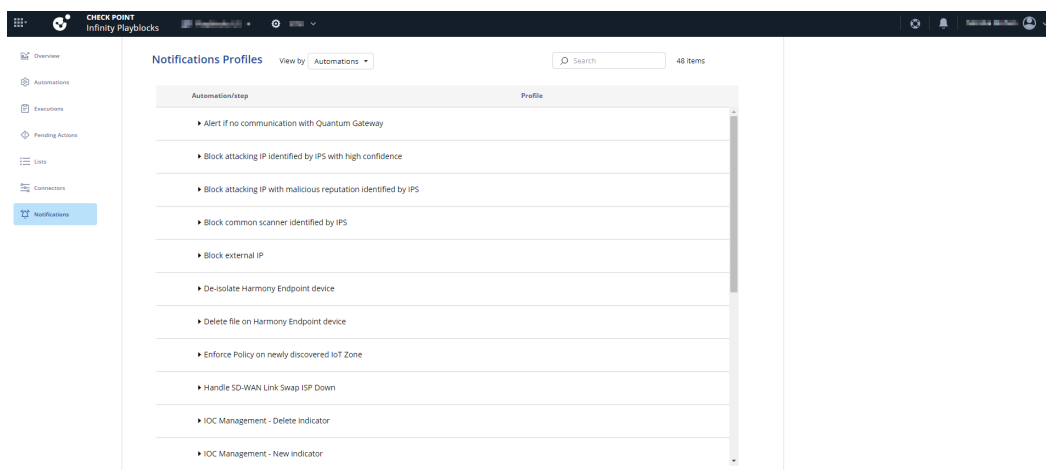 CHECK POINT
Infinity Playblocks
Overview
Automations
Executions
Pending Actions
Lists
Connectors
Notifications
Notifications Profiles View by Automations Search 48 items
Automation/step Profile
Alert if no communication with Quantum Gateway
Block attacking IP identified by IPS with high confidence
Block attacking IP with malicious reputation identified by IPS
Block common scanner identified by IPS
Block external IP
De-isolate Harmony Endpoint device
Delete file on Harmony Endpoint device
Enforce Policy on newly discovered IoT Zone
Handle SD-WAN Link Swap ISP Down
IOC Management - Delete indicator
IOC Management - New indicator